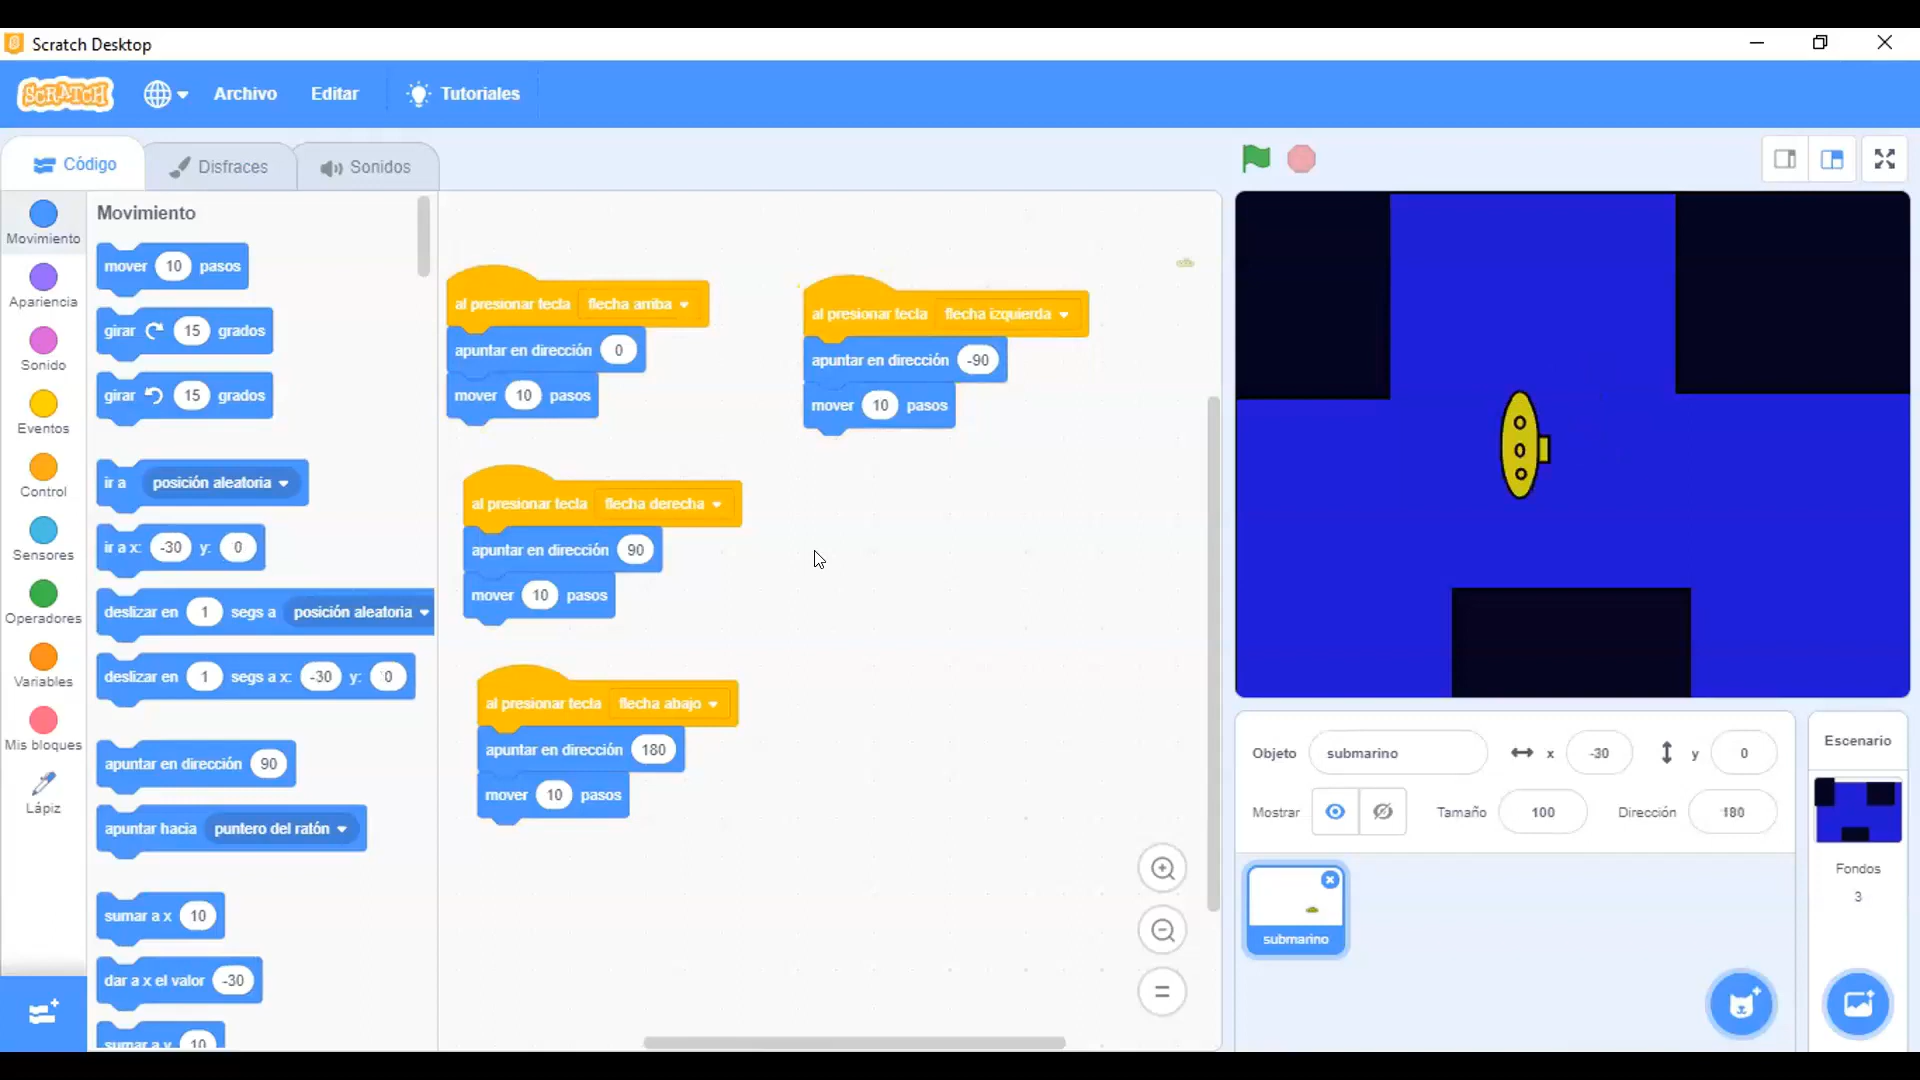 Scratch Desktop
SCRATCH
Archivo
Editar
Tutoriales
Código
Disfraces
Sonidos
Movimiento
Apariencia
Sonido
Eventos
Control
Sensores
Operadores
Variables
Mis bloques
Lápiz
Movimiento
mover 10 pasos
girar 15 grados
girar 15 grados
ir a posición aleatoria
ir a x: -30 y: 0
deslizar en 1 segs a posición aleatoria
deslizar en 1 segs a x: -30 y: 0
apuntar en dirección 90
apuntar hacia puntero del ratón
sumar a x 10
dar a x el valor -30
sumar a y 10
al presionar tecla flecha arriba
apuntar en dirección 0
mover 10 pasos
al presionar tecla flecha izquierda
apuntar en dirección -90
mover 10 pasos
al presionar tecla flecha derecha
apuntar en dirección 90
mover 10 pasos
al presionar tecla flecha abajo
apuntar en dirección 180
mover 10 pasos
Objeto submarino x -30 y 0
Mostrar Tamaño 100 Dirección 180
submarino
Escenario
Fondos
3